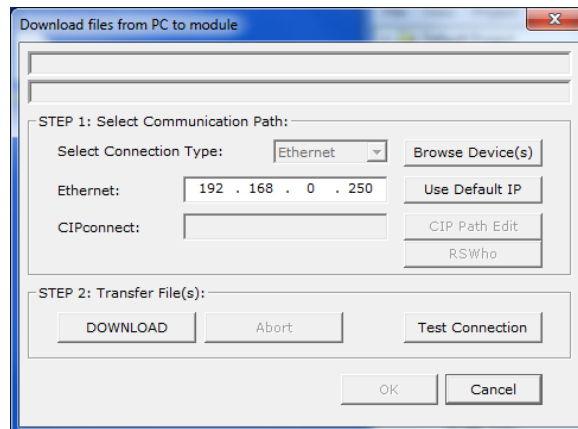 Download files from PC to module
STEP 1: Select Communication Path:
Select Connection Type: Ethernet Browse Device(s)
Ethernet: 192 . 168 . 0 . 250 Use Default IP
CIPconnect: CIP Path Edit
RSWho
STEP 2: Transfer File(s):
DOWNLOAD Abort Test Connection
OK Cancel